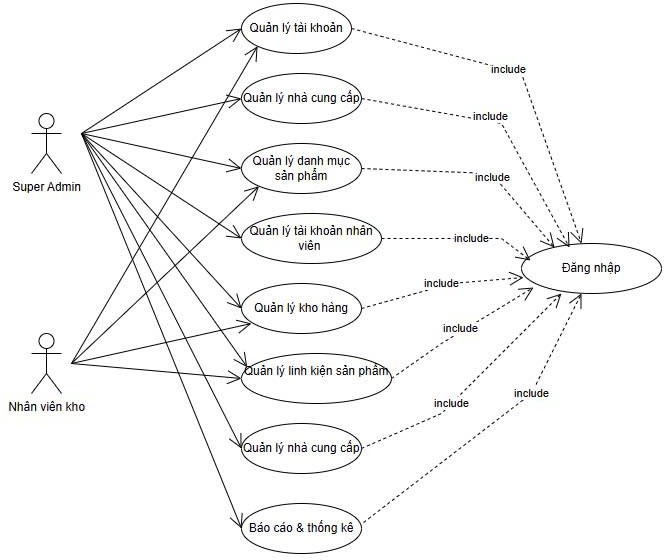 Quản lý tài khoản
include
Quản lý nhà cung cấp
include
Super Admin
Quản lý danh mục
sản phẩm
include
Quản lý tài khoản nhân
viên
include
Đăng nhập
Quản lý kho hàng
include
Nhân viên kho
Quản lý linh kiện sản phẩm
include
Quản lý nhà cung cấp
include
Báo cáo & thống kê
include